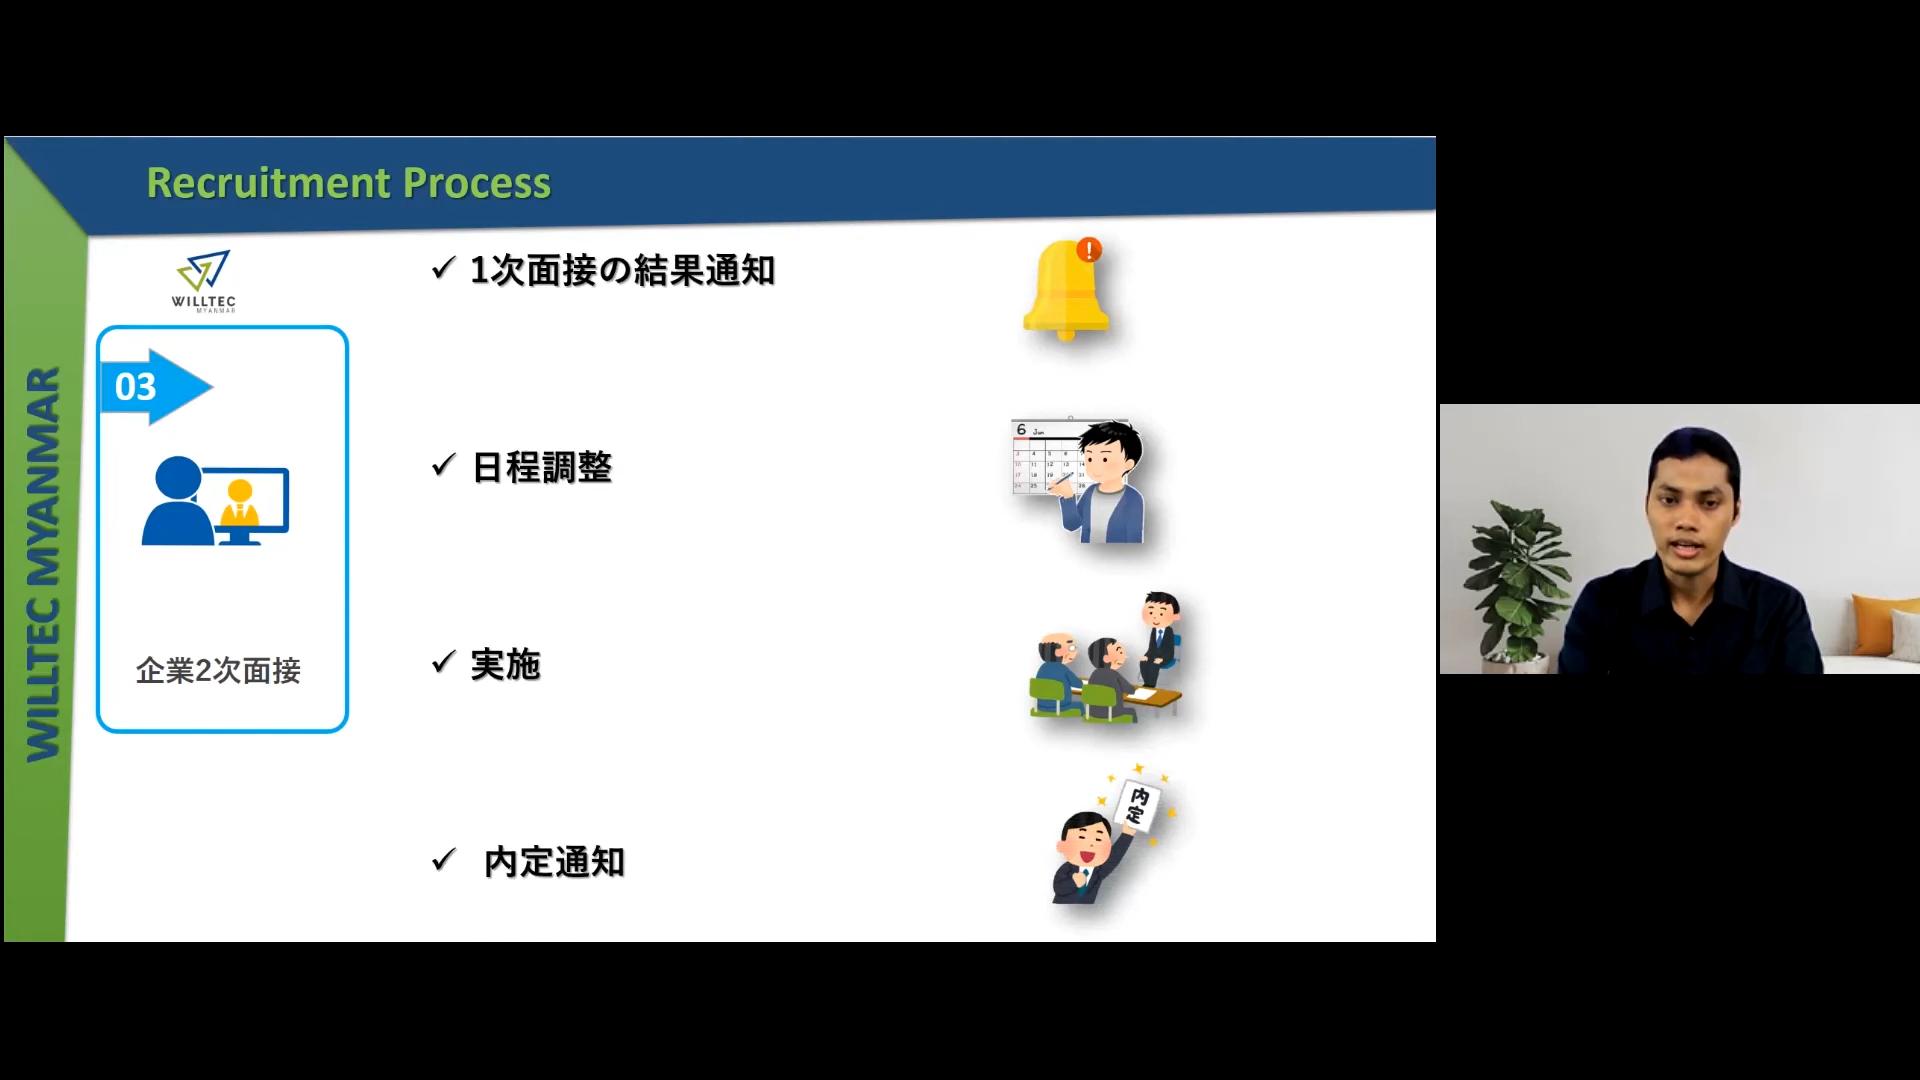 Recruitment Process
WILLTEC
MYANMAR
WILLTEC MYANMAR
03
企業2次面接
✓ 1次面接の結果通知
✓ 日程調整
✓ 実施
✓ 内定通知
!
6 Jun
内定